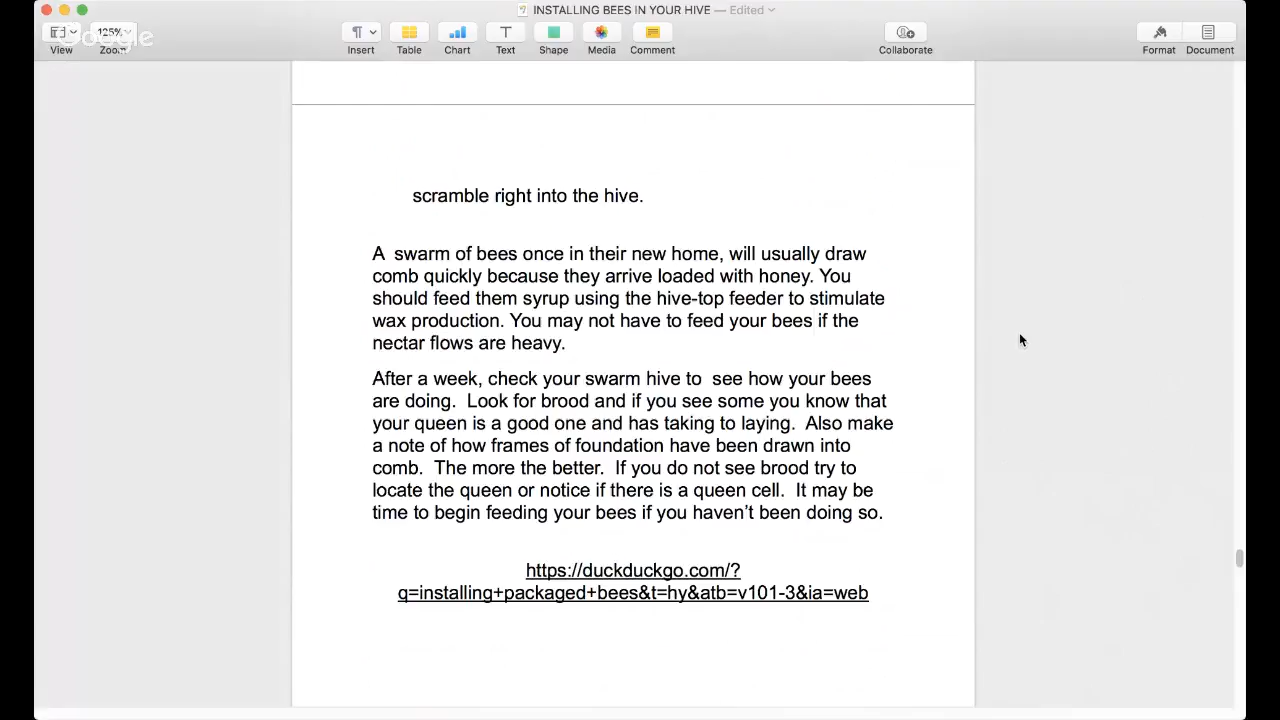 INSTALLING BEES IN YOUR HIVE — Edited
Google
125%
View
Zoom
Insert
Table
Chart
Text
Shape
Media
Comment
Collaborate
Format
Document
scramble right into the hive.
A  swarm of bees once in their new home, will usually draw
comb quickly because they arrive loaded with honey. You
should feed them syrup using the hive-top feeder to stimulate
wax production. You may not have to feed your bees if the
nectar flows are heavy.
After a week, check your swarm hive to  see how your bees
are doing.  Look for brood and if you see some you know that
your queen is a good one and has taking to laying.  Also make
a note of how frames of foundation have been drawn into
comb.  The more the better.  If you do not see brood try to
locate the queen or notice if there is a queen cell.  It may be
time to begin feeding your bees if you haven’t been doing so.
https://duckduckgo.com/?
q=installing+packaged+bees&t=hy&atb=v101-3&ia=web